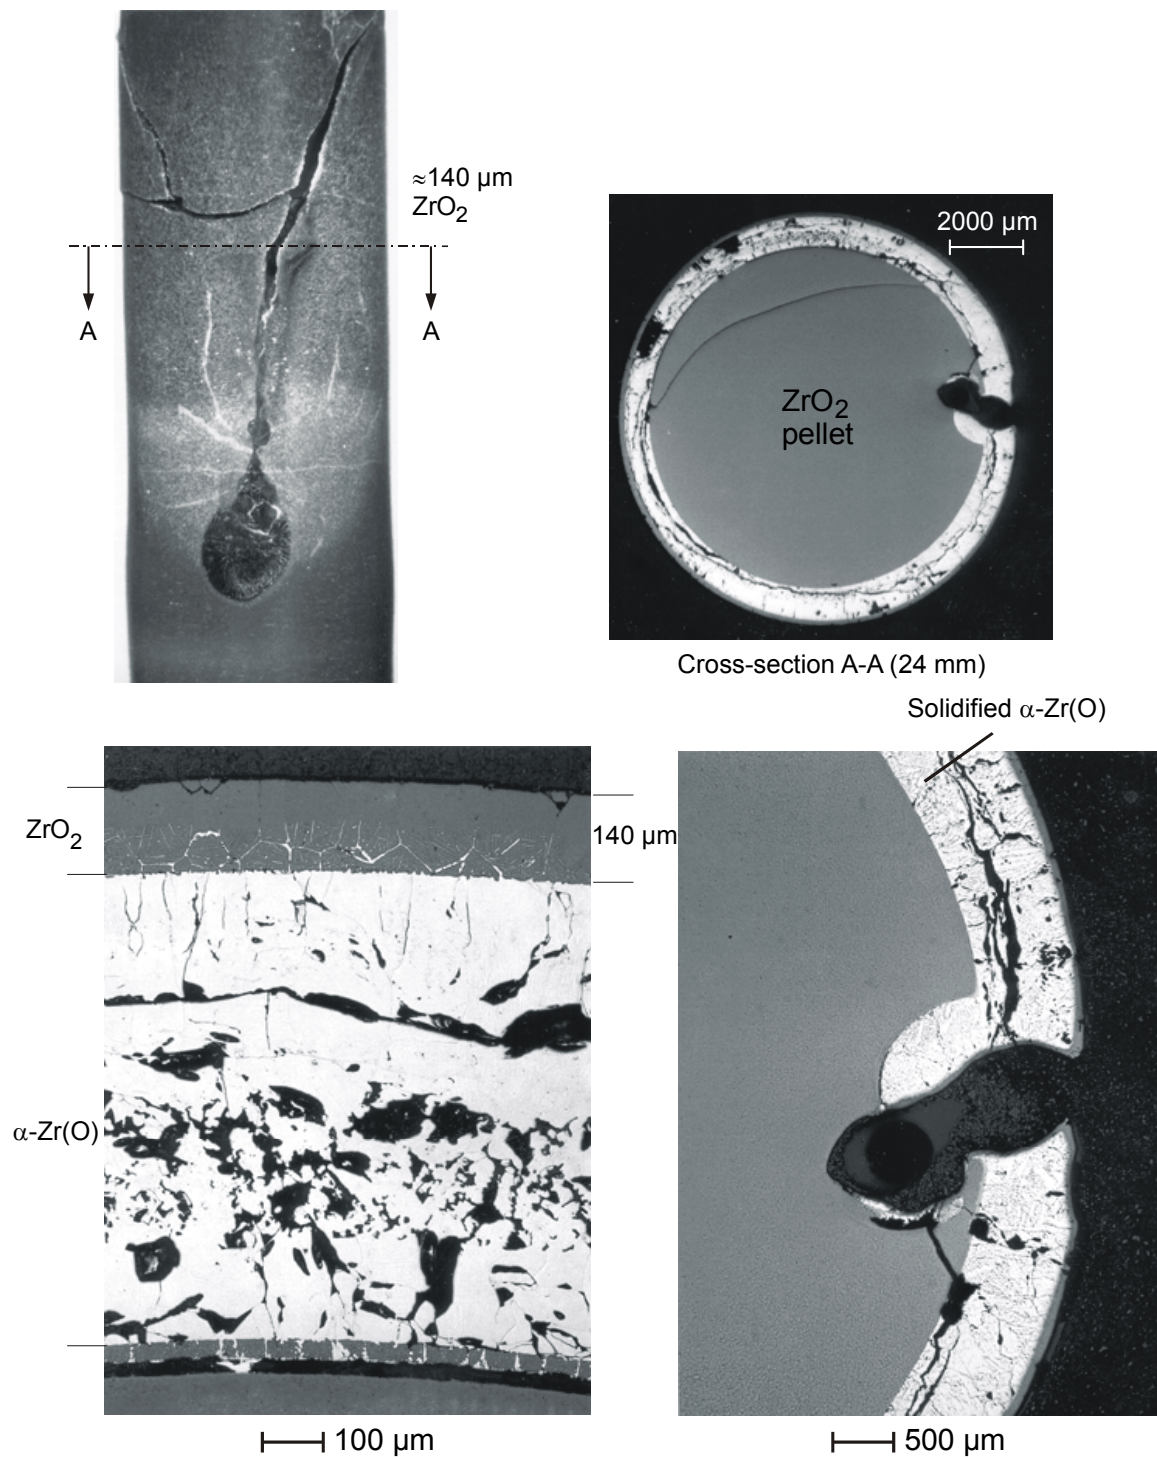 ≈140 µm
ZrO2
A
A
2000 µm
ZrO2
pellet
Cross-section A-A (24 mm)
Solidified α-Zr(O)
ZrO2
140 µm
α-Zr(O)
100 µm
500 µm